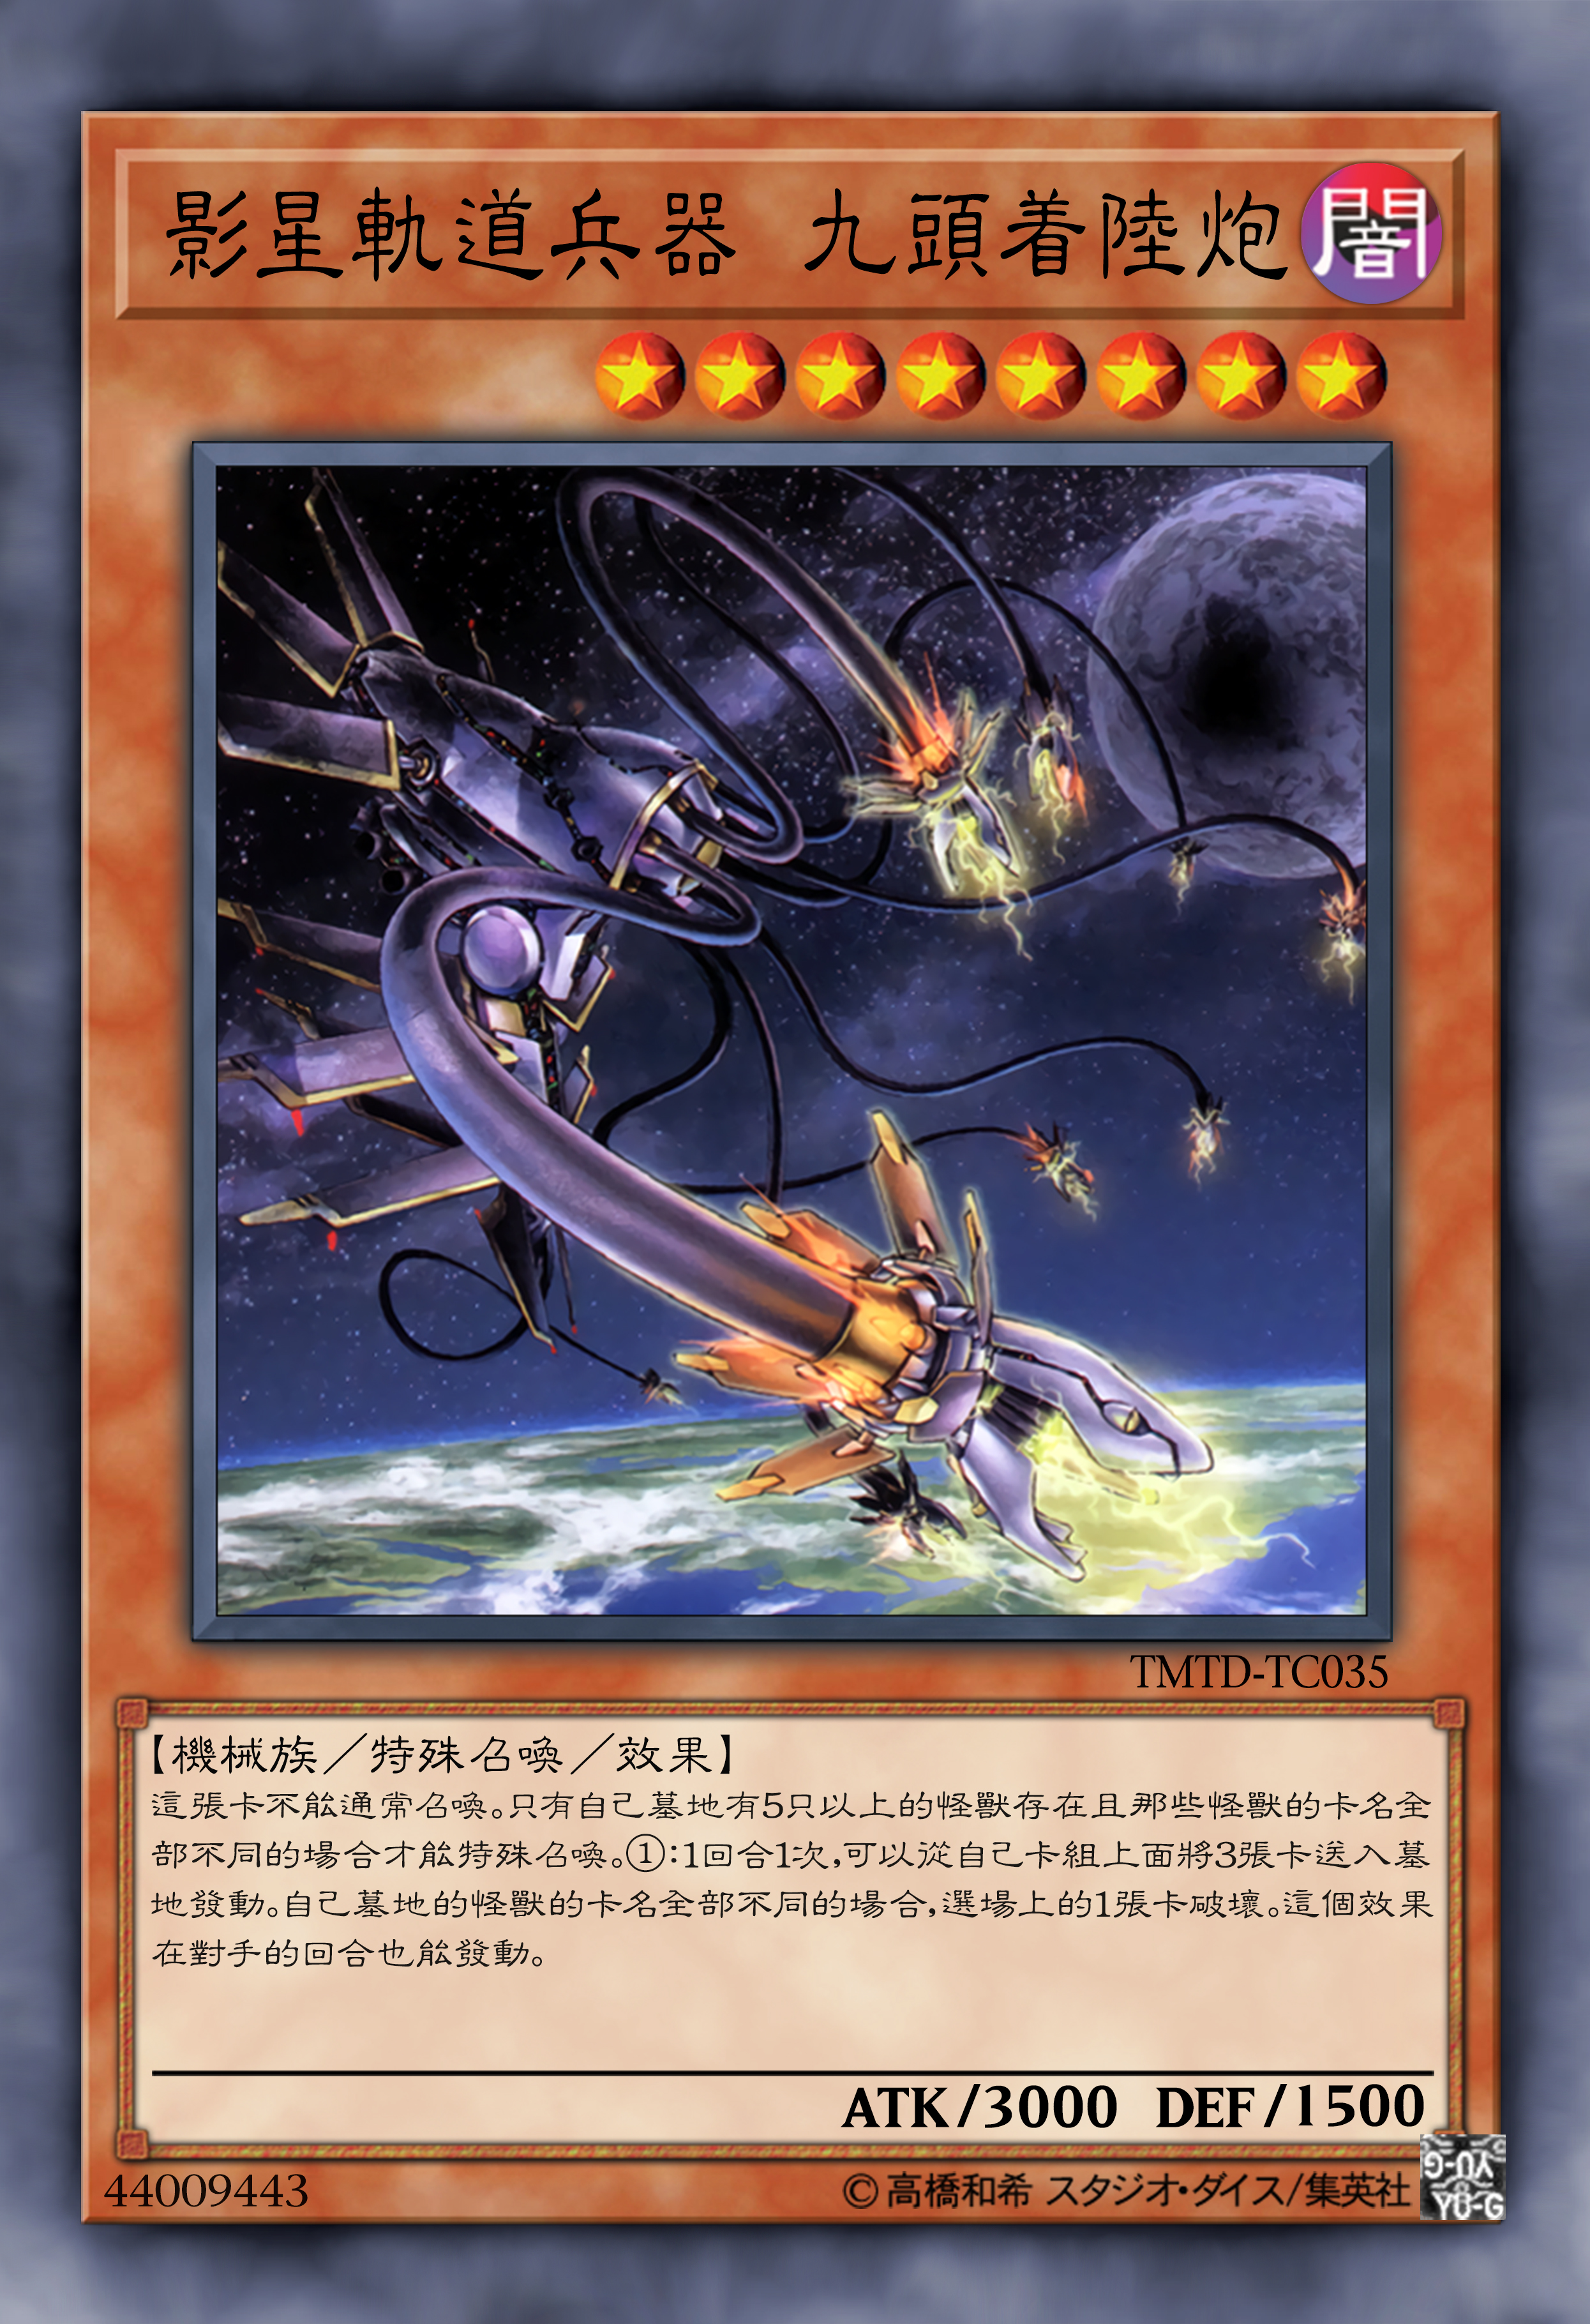 影星軌道兵器 九頭着陸炮
闇
TMTD-TC035
【機械族／特殊召喚／效果】
這張卡不能通常召喚。只有自己墓地有5只以上的怪獸存在且那些怪獸的卡名全
部不同的場合才能特殊召喚。①:1回合1次,可以從自己卡組上面將3張卡送入墓
地發動。自己墓地的怪獸的卡名全部不同的場合,選場上的1張卡破壞。這個效果
在對手的回合也能發動。
ATK/3000 DEF/1500
44009443
©高橋和希 スタジオ・ダイス/集英社
YU-G